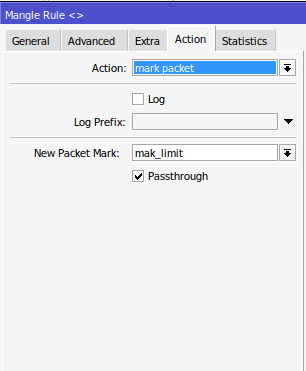 Mangle Rule <>
General Advanced Extra Action Statistics
Action: mark packet
Log
Log Prefix:
New Packet Mark: mak_limit
Passthrough